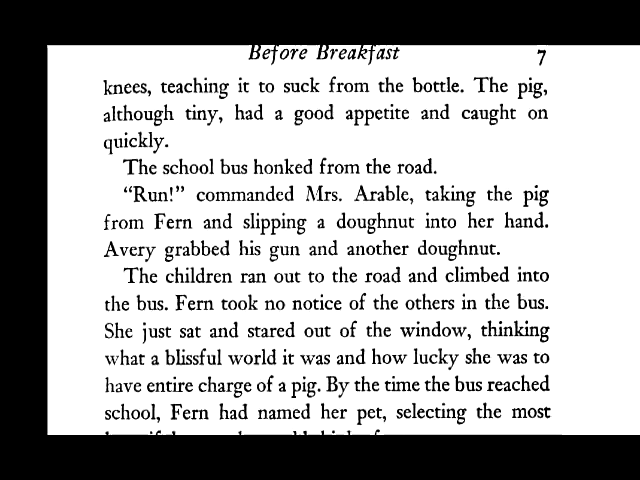 Before Breakfast 7
knees, teaching it to suck from the bottle. The pig,
although tiny, had a good appetite and caught on
quickly.
The school bus honked from the road.
“Run!” commanded Mrs. Arable, taking the pig
from Fern and slipping a doughnut into her hand.
Avery grabbed his gun and another doughnut.
The children ran out to the road and climbed into
the bus. Fern took no notice of the others in the bus.
She just sat and stared out of the window, thinking
what a blissful world it was and how lucky she was to
have entire charge of a pig. By the time the bus reached
school, Fern had named her pet, selecting the most